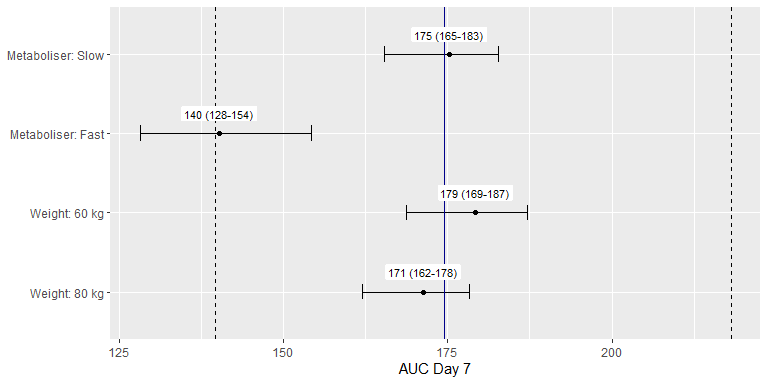 175 (165-183)
Metaboliser: Slow
140 (128-154)
Metaboliser: Fast
179 (169-187)
Weight: 60 kg
171 (162-178)
Weight: 80 kg
125
150
175
200
AUC Day 7